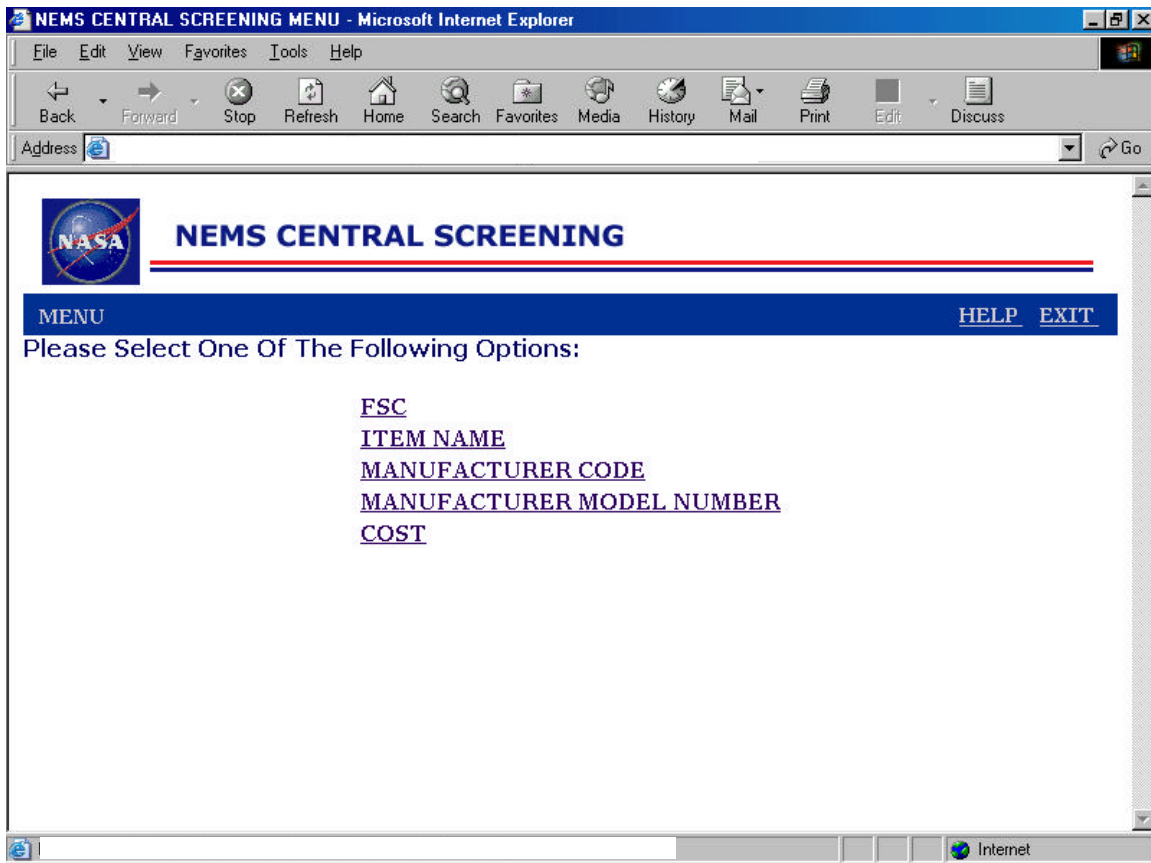 NEMS CENTRAL SCREENING MENU - Microsoft Internet Explorer
File Edit View Favorites Tools Help
Back Forward Stop Refresh Home Search Favorites Media History Mail Print Edit Discuss
Address Go
NASA NEMS CENTRAL SCREENING
MENU HELP EXIT
Please Select One Of The Following Options:
FSC
ITEM NAME
MANUFACTURER CODE
MANUFACTURER MODEL NUMBER
COST
Internet